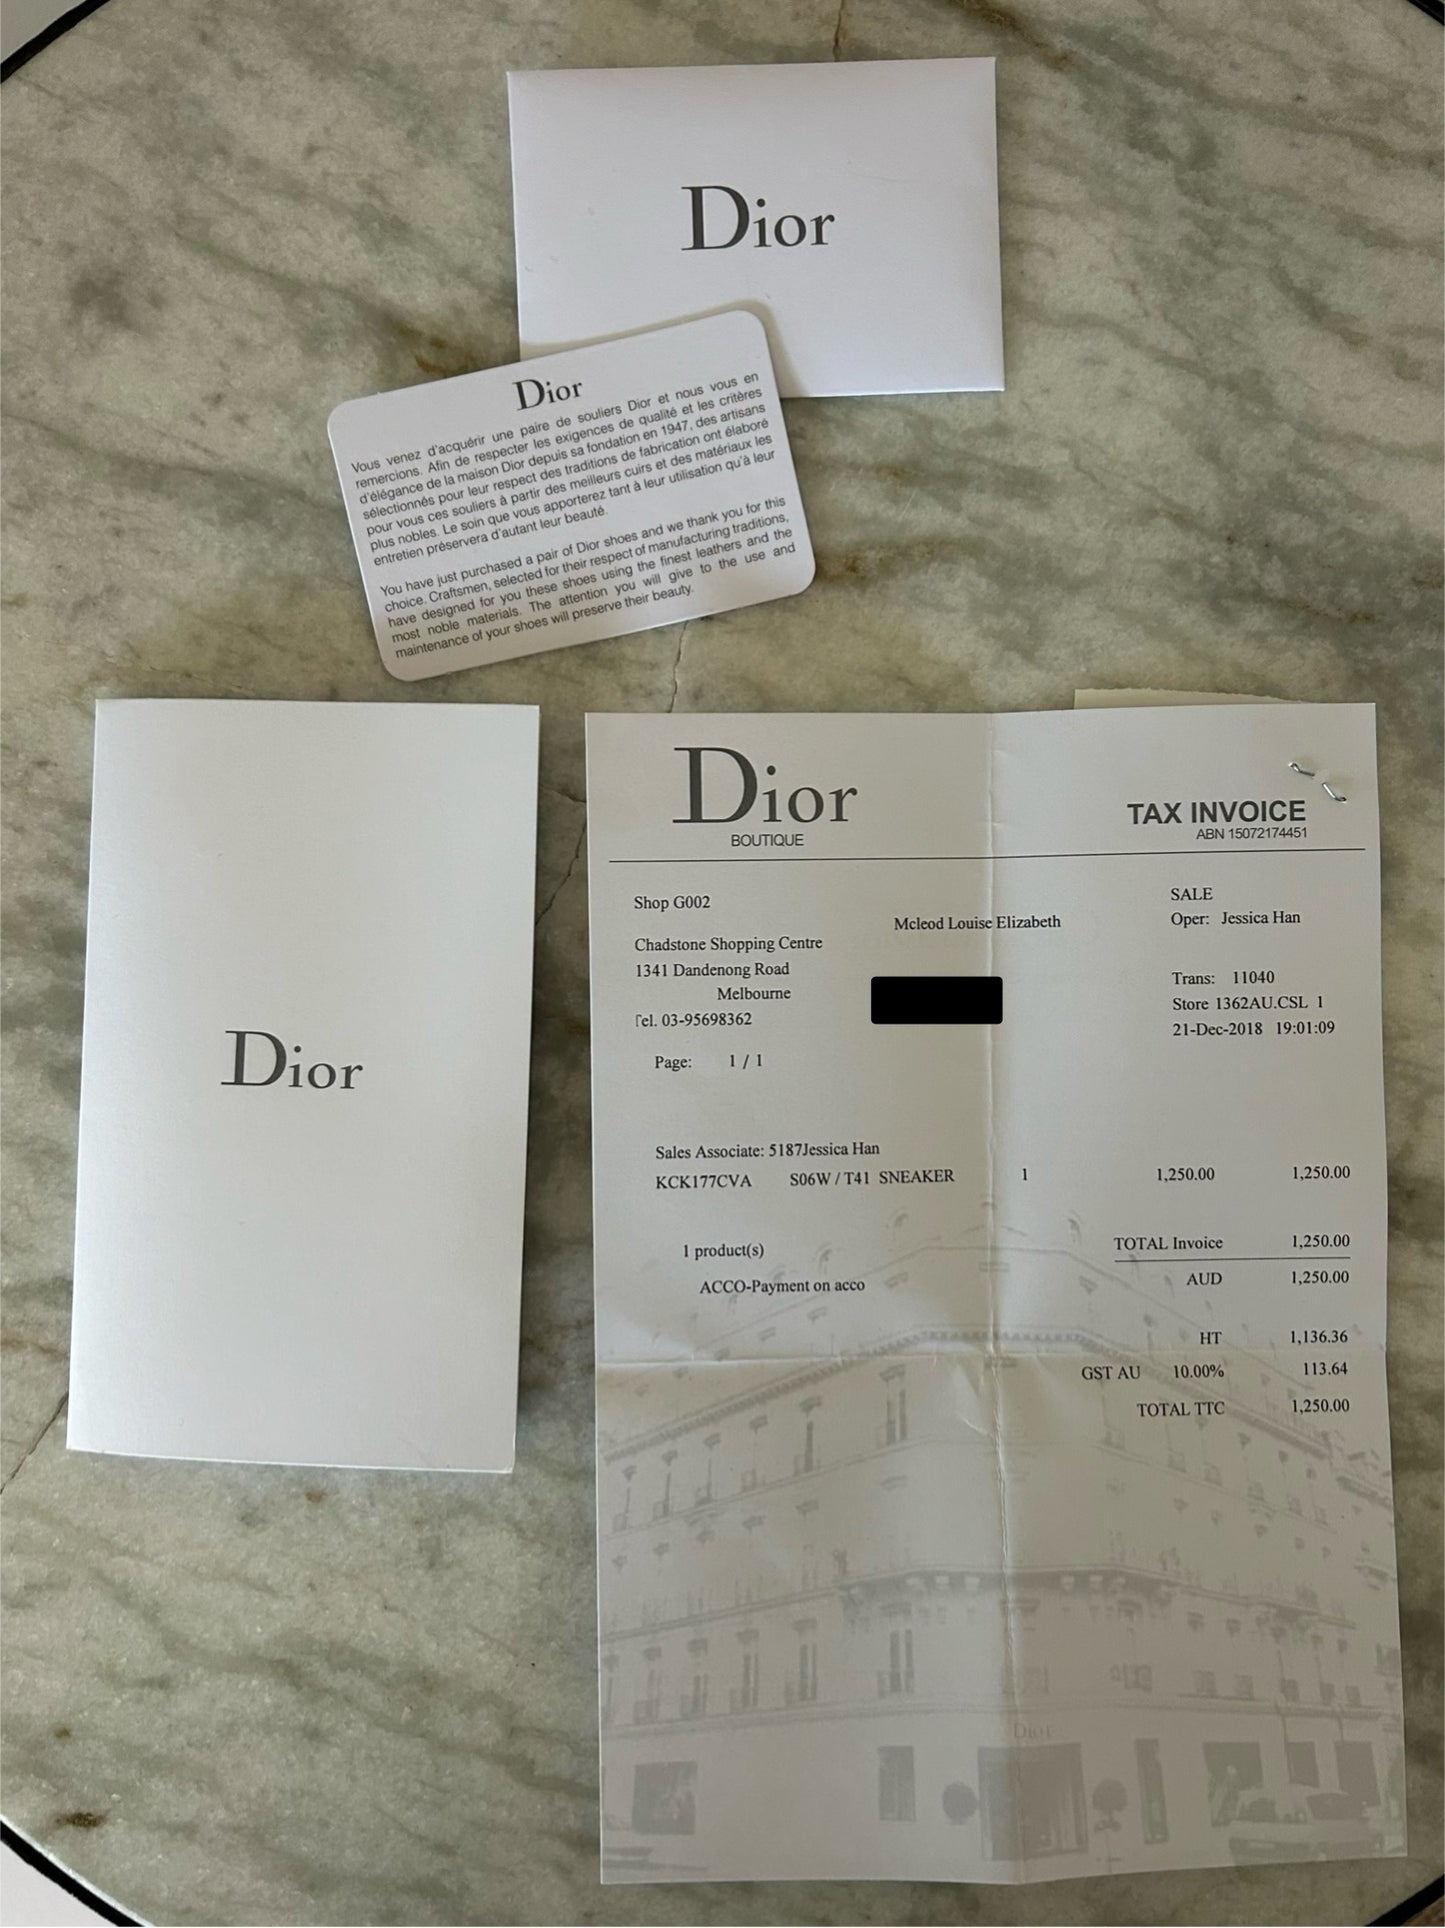 Dior
Dior
Vous venez d'acquérir une paire de souliers Dior et nous vous en
remercions. Afin de respecter les exigences de qualité et les critères
d'élégance de la maison Dior depuis sa fondation en 1947, des artisans
sélectionnés pour leur respect des traditions de fabrication ont élaboré
pour vous ces souliers à partir des meilleurs cuirs et des matériaux les
plus nobles. Le soin que vous apporterez tant à leur utilisation qu'à leur
entretien préservera d'autant leur beauté.
You have just purchased a pair of Dior shoes and we thank you for this
choice. Craftsmen, selected for their respect of manufacturing traditions,
have designed for you these shoes using the finest leathers and the
most noble materials. The attention you will give to the use and
maintenance of your shoes will preserve their beauty.
Dior
Dior
BOUTIQUE
TAX INVOICE
ABN 15072174451
Shop G002
Mcleod Louise Elizabeth
SALE
Oper: Jessica Han
Chadstone Shopping Centre
1341 Dandenong Road
Melbourne
Tel. 03-95698362
Trans: 11040
Store 1362AU.CSL 1
21-Dec-2018 19:01:09
Page: 1 / 1
Sales Associate: 5187Jessica Han
KCK177CVA S06W / T41 SNEAKER 1 1,250.00 1,250.00
1 product(s)
TOTAL Invoice 1,250.00
ACCO-Payment on acco
AUD 1,250.00
HT 1,136.36
GST AU 10.00% 113.64
TOTAL TTC 1,250.00
Dior